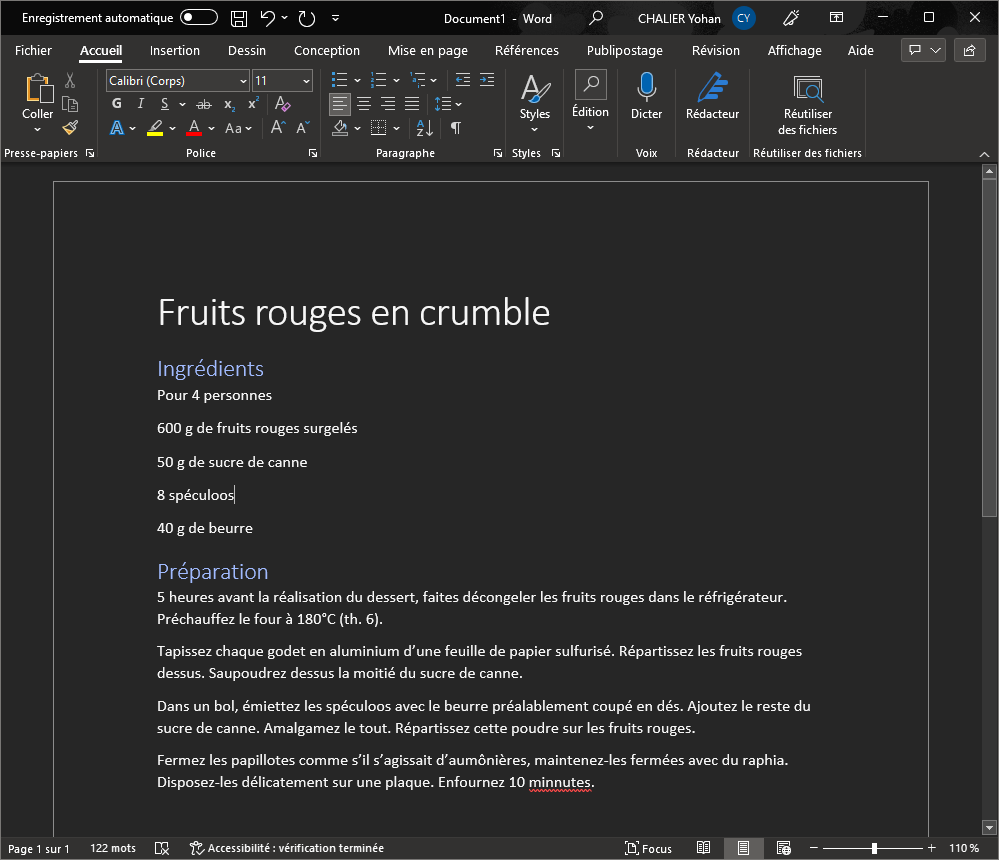 Enregistrement automatique
Document1 - Word
CHALIER Yohan CY
Fichier Accueil Insertion Dessin Conception Mise en page Références Publipostage Révision Affichage Aide
Coller
Calibri (Corps) 11
G I S ab x₂ x²
A A Aa A A
Styles
Édition
Dicter
Rédacteur
Réutiliser
des fichiers
Presse-papiers Police Paragraphe Styles Voix Rédacteur Réutiliser des fichiers
Fruits rouges en crumble
Ingrédients
Pour 4 personnes
600 g de fruits rouges surgelés
50 g de sucre de canne
8 spéculoos
40 g de beurre
Préparation
5 heures avant la réalisation du dessert, faites décongeler les fruits rouges dans le réfrigérateur.
Préchauffez le four à 180°C (th. 6).
Tapissez chaque godet en aluminium d’une feuille de papier sulfurisé. Répartissez les fruits rouges
dessus. Saupoudrez dessus la moitié du sucre de canne.
Dans un bol, émiettez les spéculoos avec le beurre préalablement coupé en dés. Ajoutez le reste du
sucre de canne. Amalgamez le tout. Répartissez cette poudre sur les fruits rouges.
Fermez les papillotes comme s’il s’agissait d’aumônières, maintenez-les fermées avec du raphia.
Disposez-les délicatement sur une plaque. Enfournez 10 minnutes.
Page 1 sur 1 122 mots Accessibilité : vérification terminée Focus 110 %